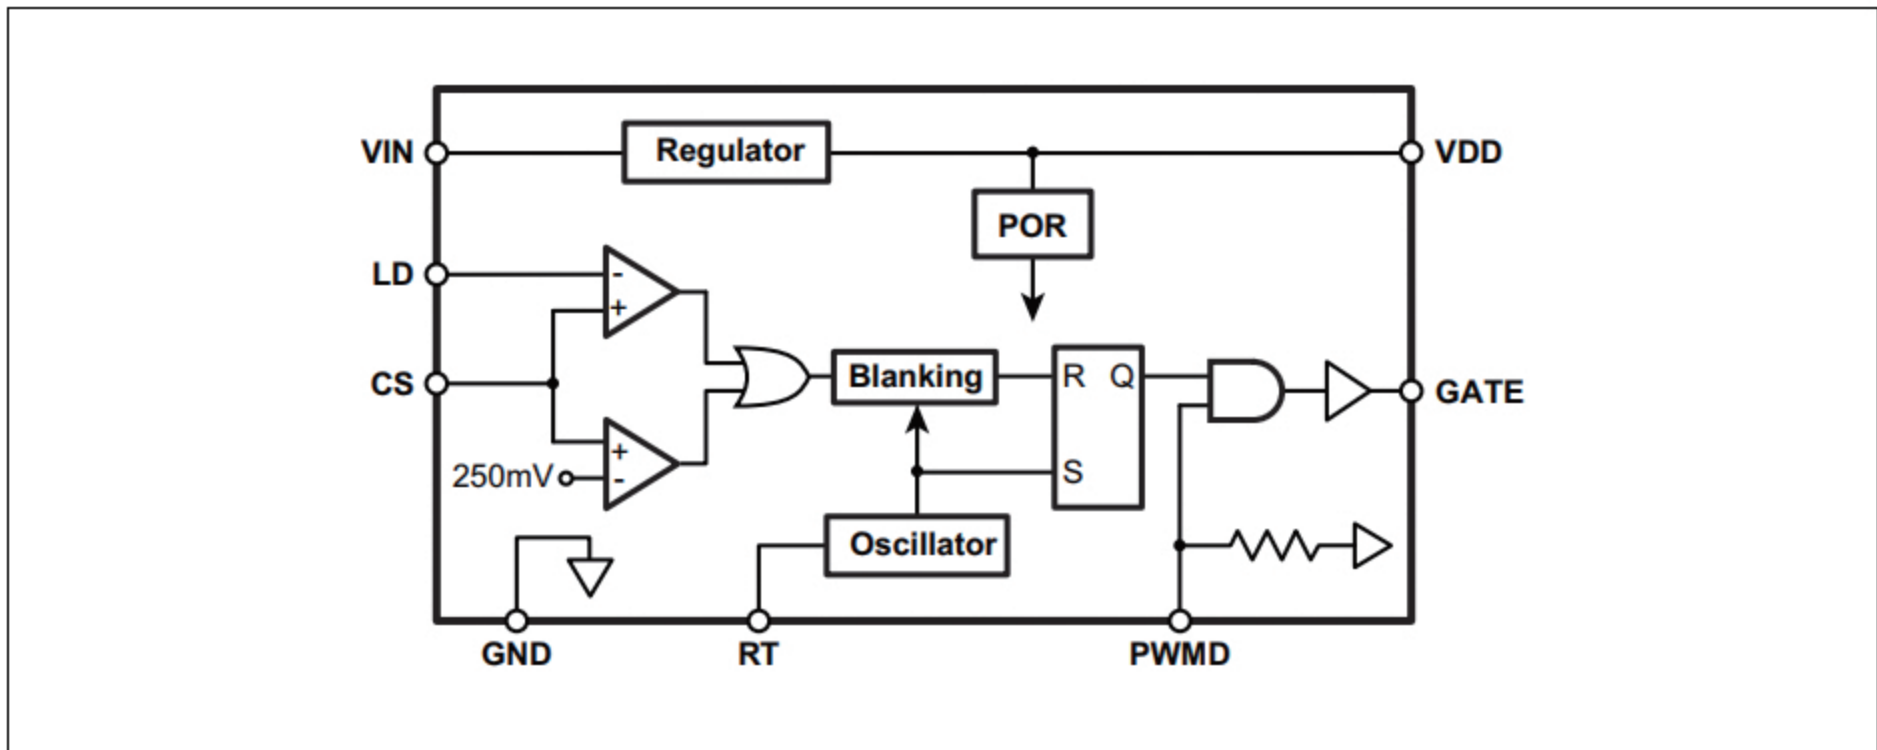 VIN
Regulator
VDD
POR
LD
-
+
CS
Blanking
R Q
GATE
+
250mV
-
S
Oscillator
GND
RT
PWMD